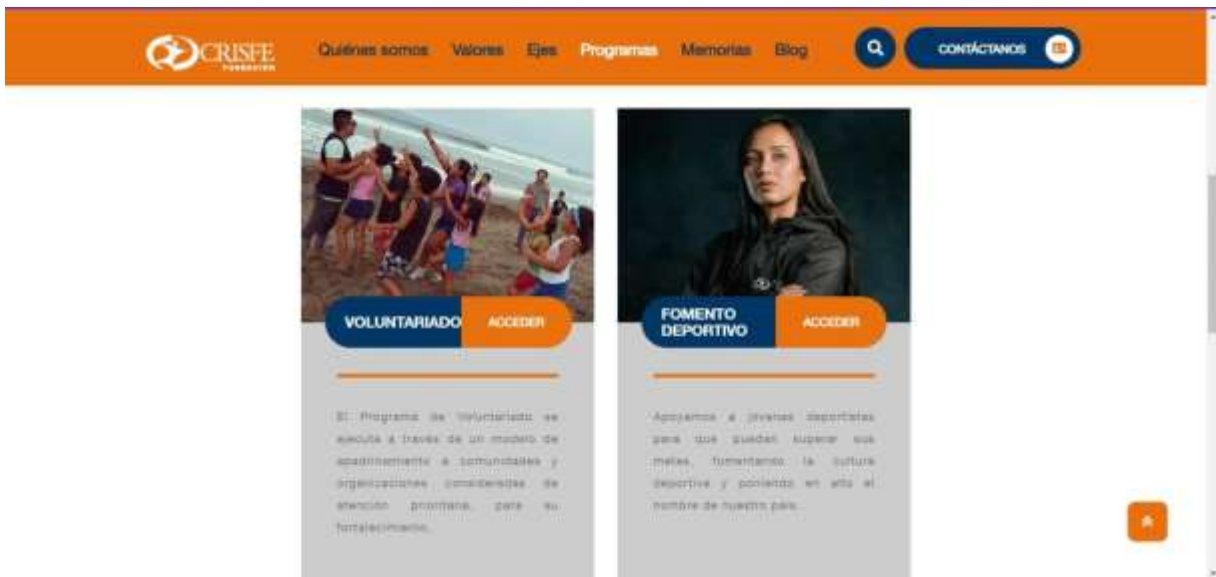 CRISFE
FUNDACIÓN
Quiénes somos Valores Ejes Programas Memorias Blog
CONTÁCTANOS
VOLUNTARIADO ACCEDER
FOMENTO
DEPORTIVO ACCEDER
El Programa de Voluntariado se
ejecuta a través de un modelo de
apadrinamiento a comunidades y
organizaciones consideradas de
atención prioritaria, para su
fortalecimiento.
Apoyamos a jóvenes deportistas
para que puedan superar sus
metas, fomentando la cultura
deportiva y poniendo en alto el
nombre de nuestro país.